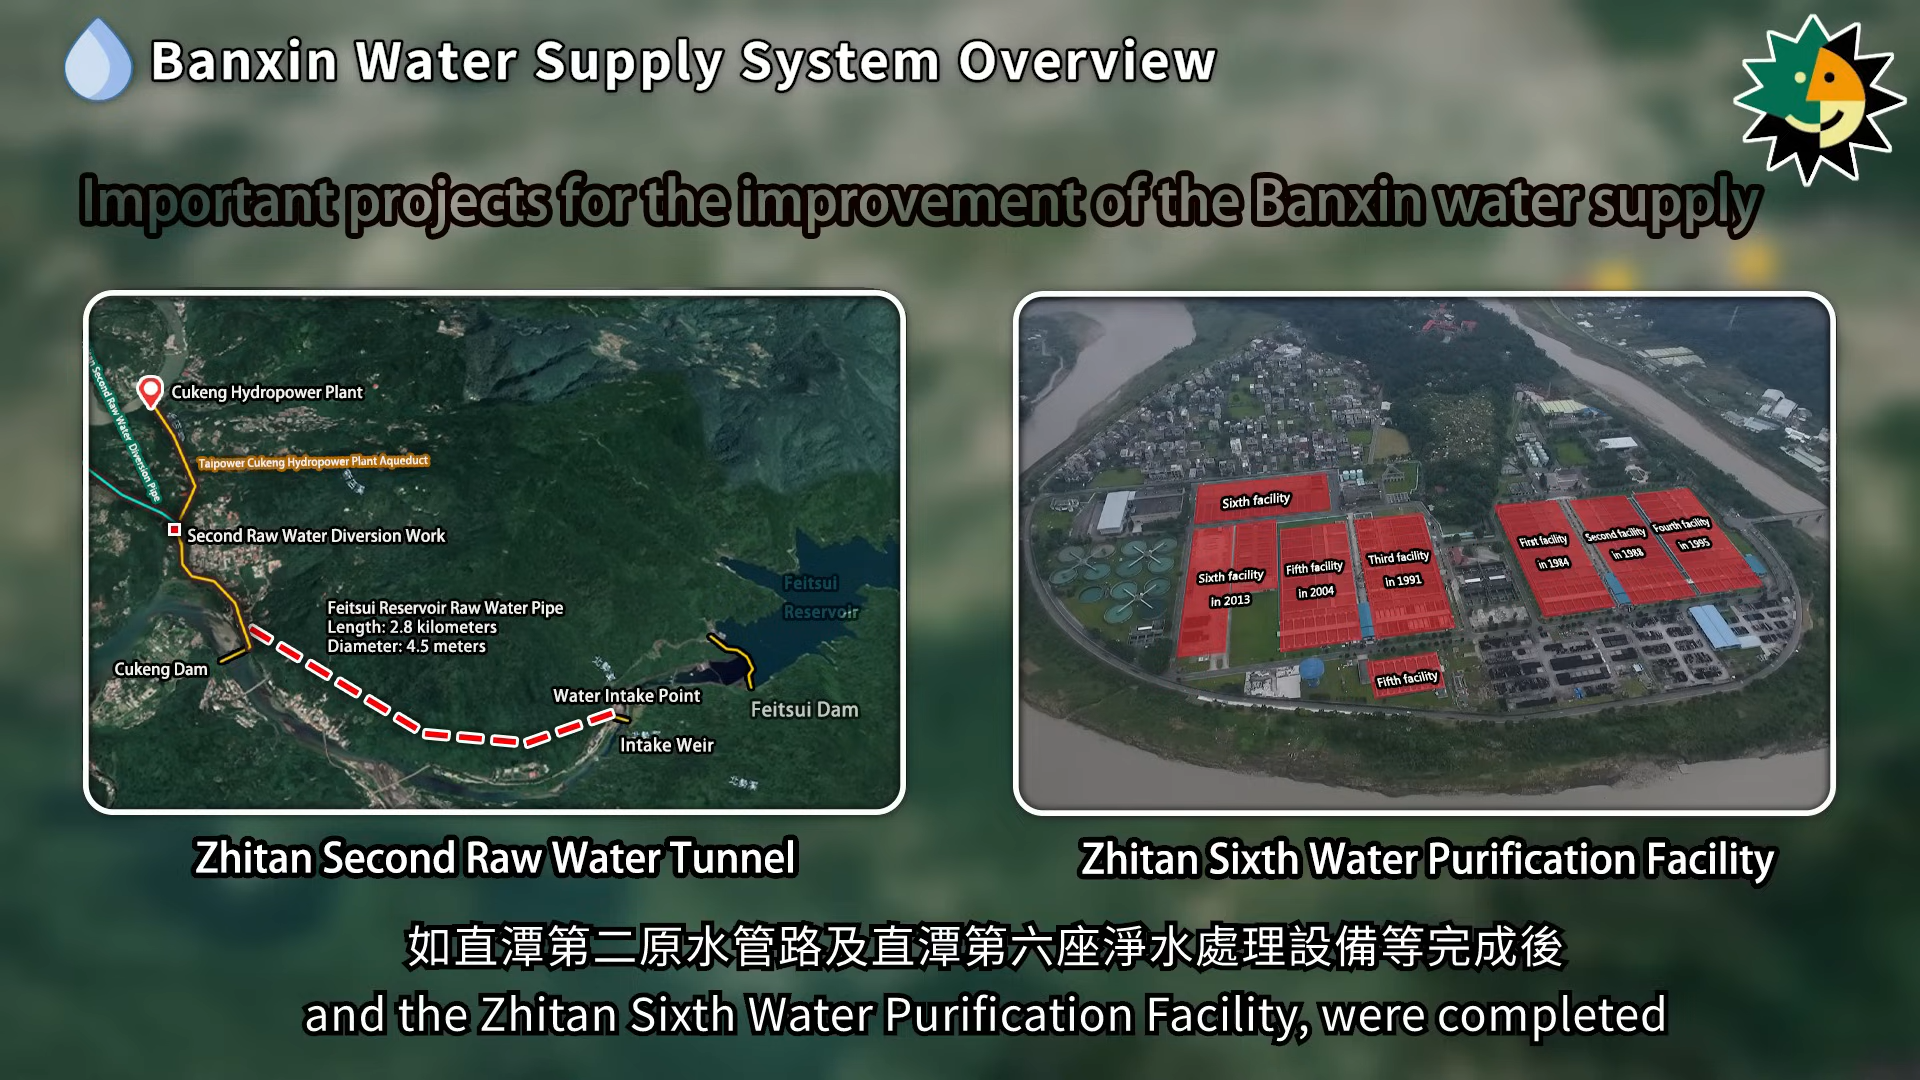 Banxin Water Supply System Overview
Important projects for the improvement of the Banxin water supply
Cukeng Hydropower Plant
Second Raw Water Diversion Pipe
Taipower Cukeng Hydropower Plant Aqueduct
Second Raw Water Diversion Work
Feitsui
Reservoir
Feitsui Reservoir Raw Water Pipe
Length: 2.8 kilometers
Diameter: 4.5 meters
Cukeng Dam
Water Intake Point
Feitsui Dam
Intake Weir
Sixth facility
Sixth facility
in 2013
Fifth facility
in 2004
Third facility
in 1991
First facility
in 1984
Second facility
in 1988
Fourth facility
in 1995
Fifth facility
Zhitan Second Raw Water Tunnel
Zhitan Sixth Water Purification Facility
如直潭第二原水管路及直潭第六座淨水處理設備等完成後
and the Zhitan Sixth Water Purification Facility, were completed